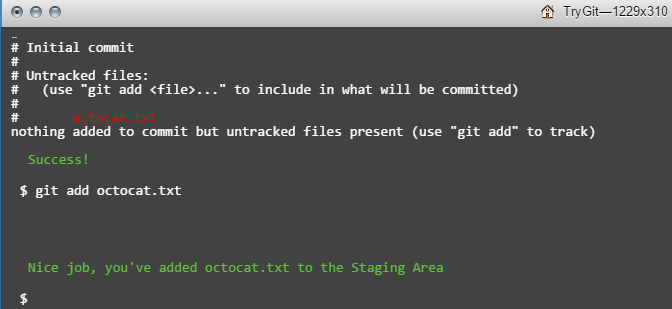 TryGit—1229x310
..
# Initial commit
#
# Untracked files:
#   (use "git add <file>..." to include in what will be committed)
#
#       octocat.txt
nothing added to commit but untracked files present (use "git add" to track)
Success!
$ git add octocat.txt
Nice job, you've added octocat.txt to the Staging Area
$